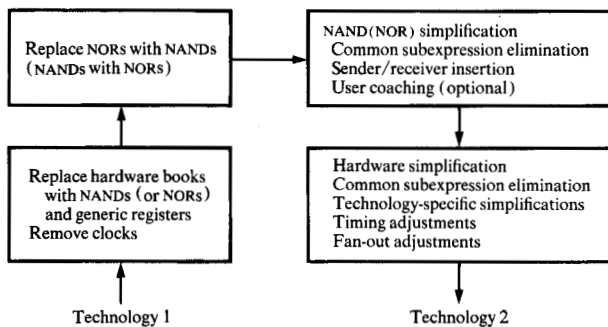 Replace NORs with NANDs
(NANDs with NORs)
NAND(NOR) simplification
Common subexpression elimination
Sender/receiver insertion
User coaching (optional)
Replace hardware books
with NANDs (or NORs)
and generic registers
Remove clocks
Hardware simplification
Common subexpression elimination
Technology-specific simplifications
Timing adjustments
Fan-out adjustments
Technology 1
Technology 2